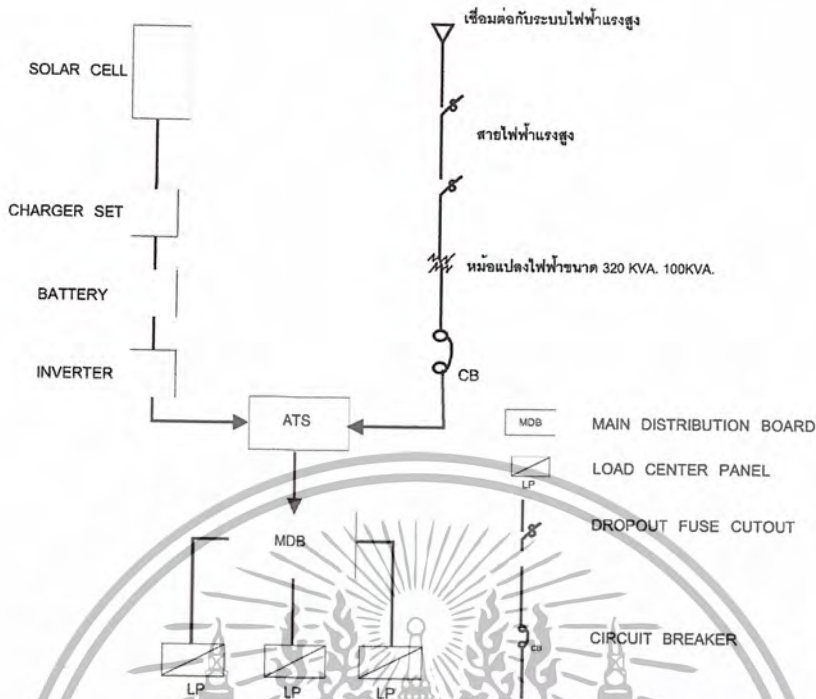 เชื่อมต่อกับระบบไฟฟ้าแรงสูง
SOLAR CELL
สายไฟฟ้าแรงสูง
CHARGER SET
หม้อแปลงไฟฟ้าขนาด 320 KVA. 100KVA.
BATTERY
INVERTER
CB
ATS
MDB MAIN DISTRIBUTION BOARD
LOAD CENTER PANEL
LP
DROPOUT FUSE CUTOUT
MDB
CIRCUIT BREAKER
CB
LP LP LP